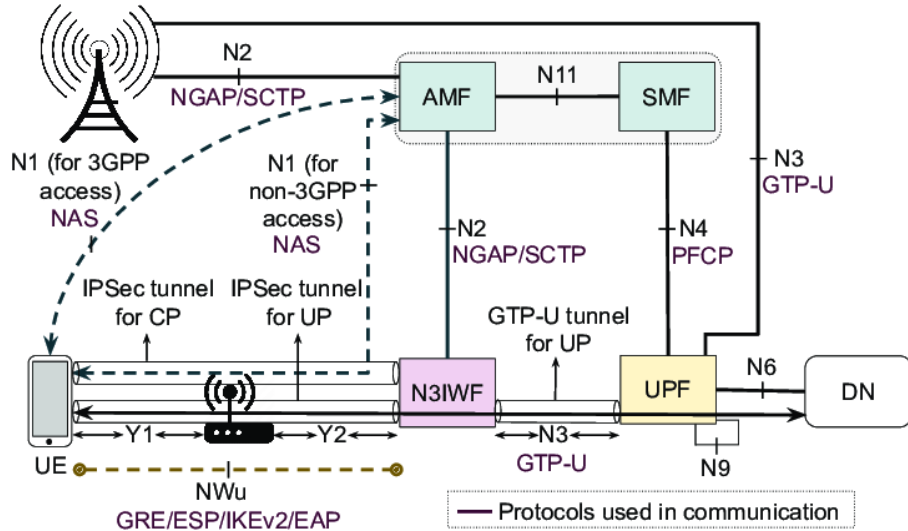 N2
NGAP/SCTP
AMF
N11
SMF
N1 (for 3GPP
access)
NAS
N1 (for
non-3GPP
access)
NAS
N3
GTP-U
N2
NGAP/SCTP
N4
PFCP
IPSec tunnel
for CP
IPSec tunnel
for UP
GTP-U tunnel
for UP
N3IWF
UPF
N6
DN
Y1
Y2
N3
GTP-U
N9
UE
NWu
GRE/ESP/IKEv2/EAP
Protocols used in communication